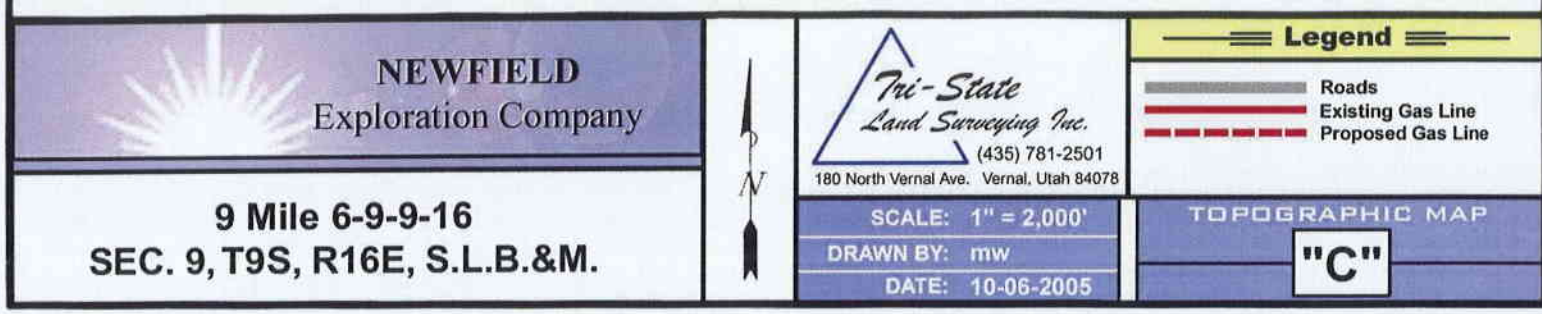 NEWFIELD
Exploration Company
9 Mile 6-9-9-16
SEC. 9, T9S, R16E, S.L.B.&M.
N
Tri-State
Land Surveying Inc.
(435) 781-2501
180 North Vernal Ave. Vernal, Utah 84078
SCALE: 1" = 2,000'
DRAWN BY: mw
DATE: 10-06-2005
Legend
Roads
Existing Gas Line
Proposed Gas Line
TOPOGRAPHIC MAP
"C"